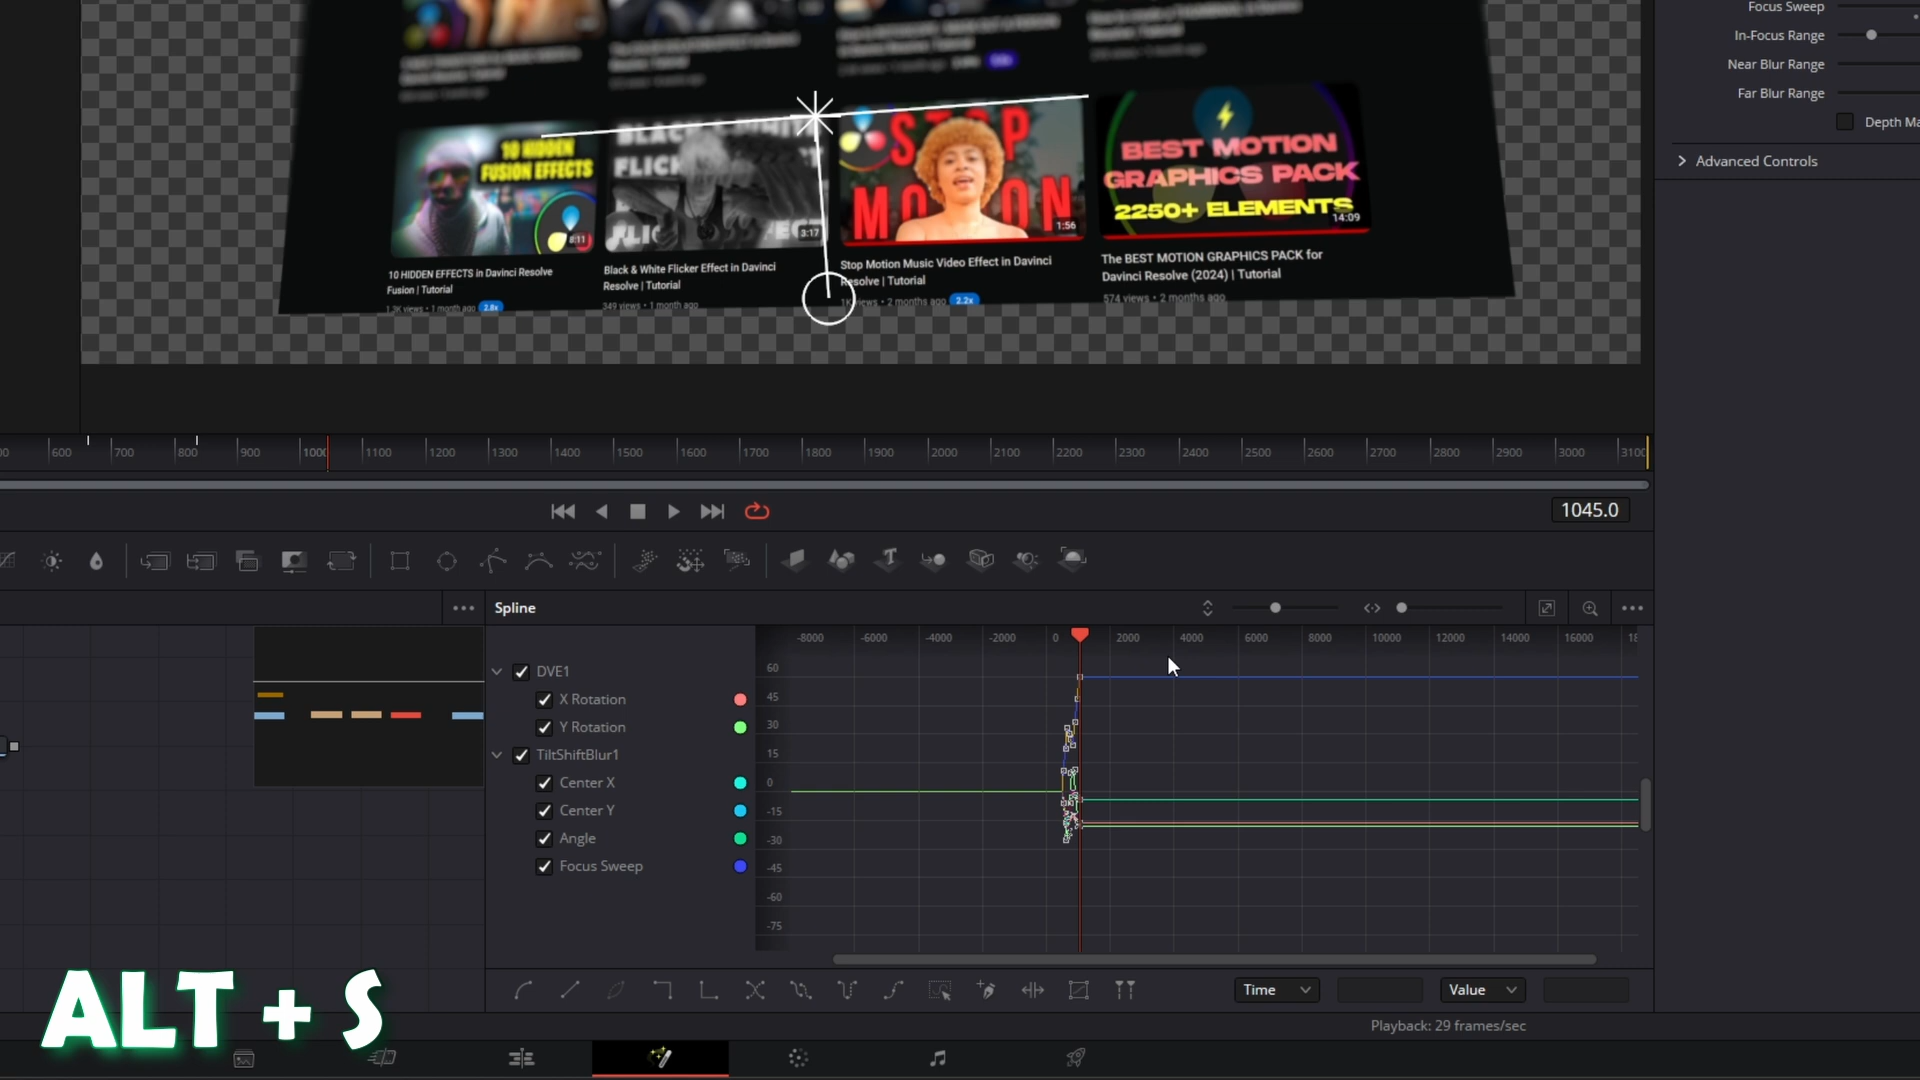 Focus Sweep
In-Focus Range
Near Blur Range
Far Blur Range
Depth Ma
Advanced Controls
10 HIDDEN
FUSION EFFECTS
8:11
BLACK & WHITE
FLICK
3:17
STOP
MOTION
1:56
BEST MOTION
GRAPHICS PACK
2250+ ELEMENTS
14:09
10 HIDDEN EFFECTS in Davinci Resolve
Fusion | Tutorial
1.3K views • 1 month ago 2.8x
Black & White Flicker Effect in Davinci
Resolve | Tutorial
349 views • 1 month ago
Stop Motion Music Video Effect in Davinci
Resolve | Tutorial
1K views • 2 months ago 2.2x
The BEST MOTION GRAPHICS PACK for
Davinci Resolve (2024) | Tutorial
574 views • 2 months ago
600 700 800 900 1000 1100 1200 1300 1400 1500 1600 1700 1800 1900 2000 2100 2200 2300 2400 2500 2600 2700 2800 2900 3000 3100
1045.0
Spline
-8000 -6000 -4000 -2000 0 2000 4000 6000 8000 10000 12000 14000 16000 18
DVE1
X Rotation
Y Rotation
TiltShiftBlur1
Center X
Center Y
Angle
Focus Sweep
60
45
30
15
0
-15
-30
-45
-60
-75
Time
Value
Playback: 29 frames/sec
ALT + S